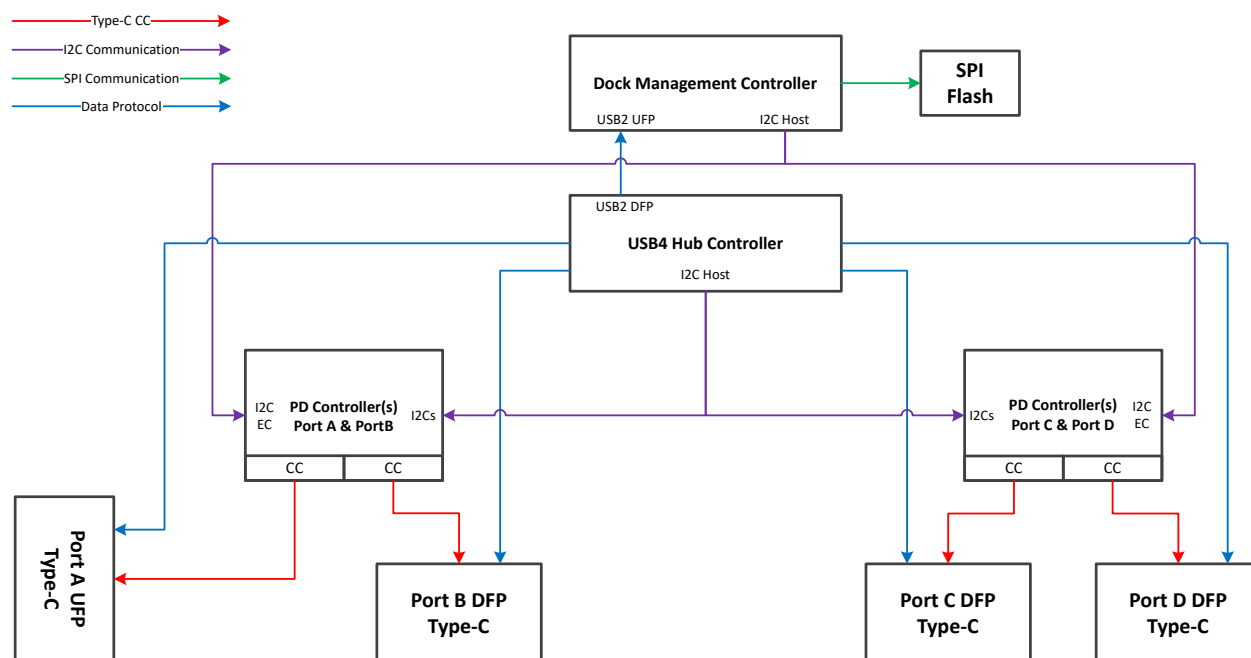 Type-C CC
I2C Communication
SPI Communication
Data Protocol
Dock Management Controller
USB2 UFP
I2C Host
SPI
Flash
USB2 DFP
USB4 Hub Controller
I2C Host
I2C
EC
PD Controller(s)
Port A & PortB
I2Cs
CC
CC
I2Cs
PD Controller(s)
Port C & Port D
I2C
EC
CC
CC
Port A UFP
Type-C
Port B DFP
Type-C
Port C DFP
Type-C
Port D DFP
Type-C